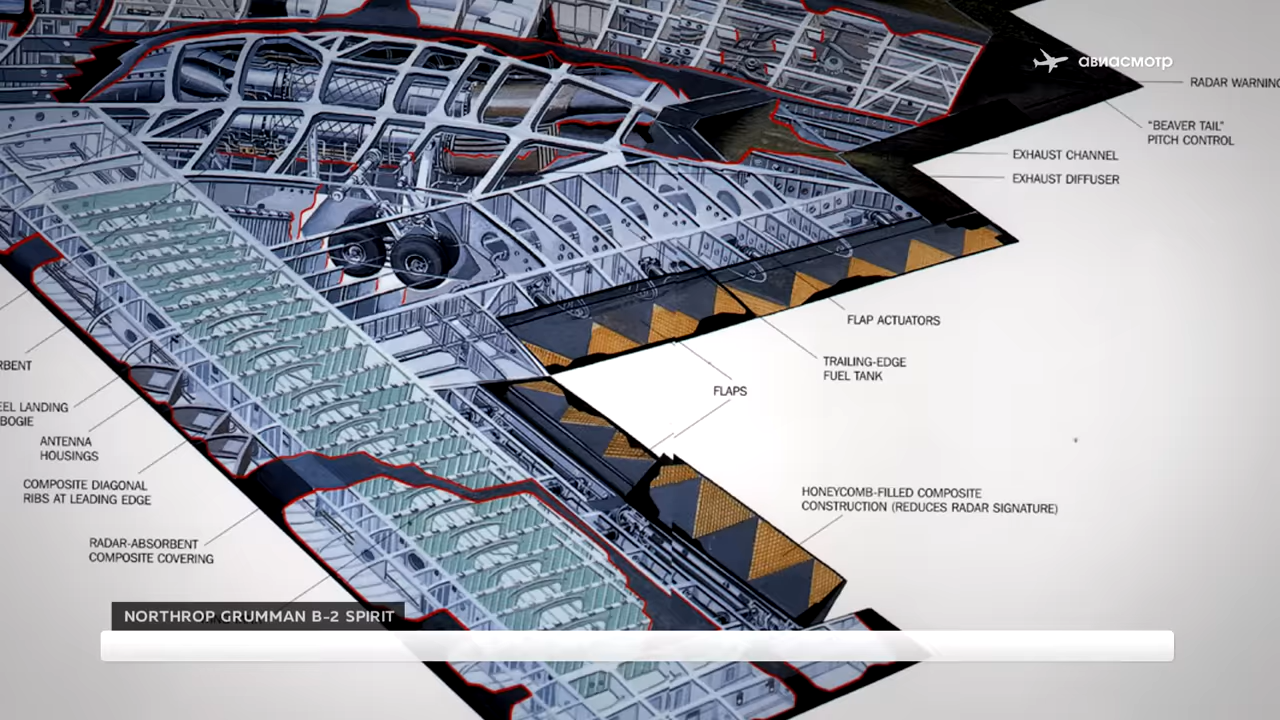 авиасмотр
RADAR WARNING
"BEAVER TAIL"
PITCH CONTROL
EXHAUST CHANNEL
EXHAUST DIFFUSER
FLAP ACTUATORS
TRAILING-EDGE
FUEL TANK
FLAPS
RBENT
EEL LANDING
BOGIE
ANTENNA
HOUSINGS
COMPOSITE DIAGONAL
RIBS AT LEADING EDGE
HONEYCOMB-FILLED COMPOSITE
CONSTRUCTION (REDUCES RADAR SIGNATURE)
RADAR-ABSORBENT
COMPOSITE COVERING
NORTHROP GRUMMAN B-2 SPIRIT